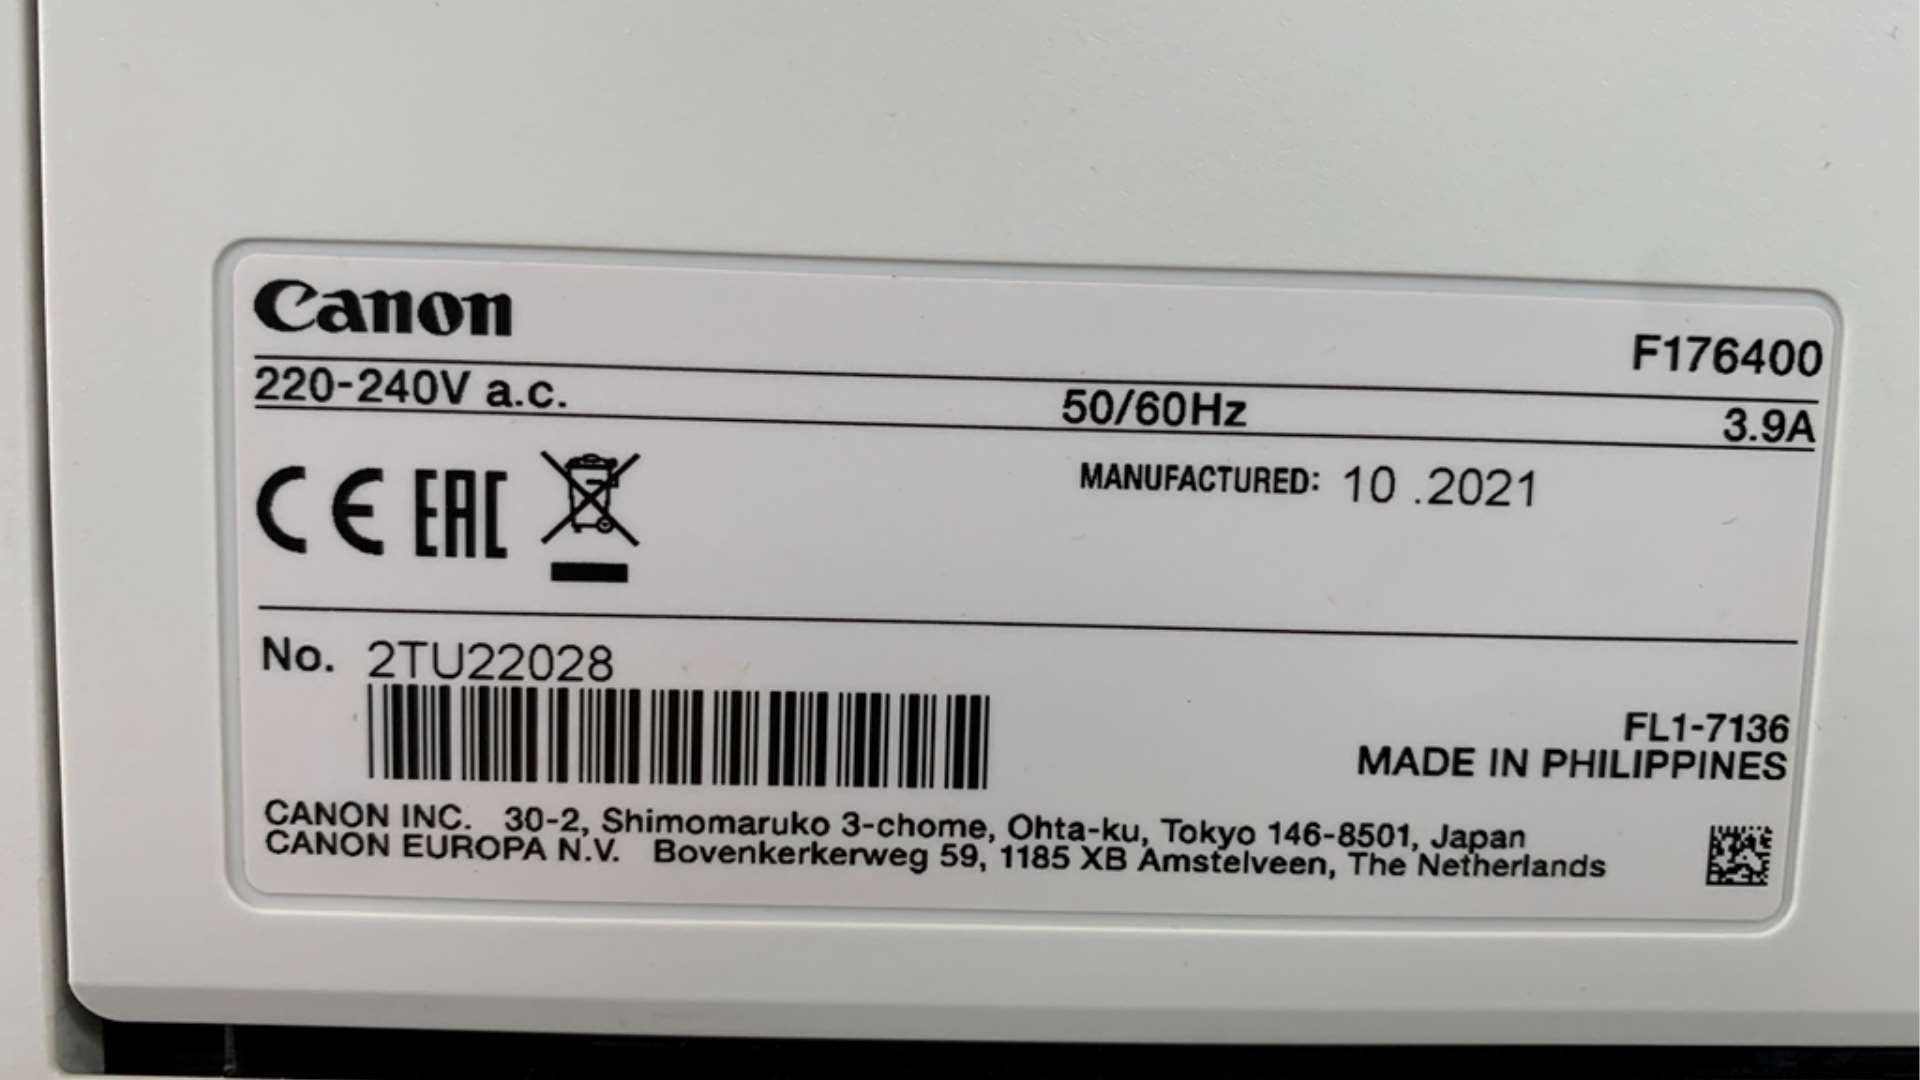 Canon
F176400
220-240V a.c. 50/60Hz 3.9A
CE EAC MANUFACTURED: 10 .2021
No. 2TU22028
FL1-7136
MADE IN PHILIPPINES
CANON INC. 30-2, Shimomaruko 3-chome, Ohta-ku, Tokyo 146-8501, Japan
CANON EUROPA N.V. Bovenkerkerweg 59, 1185 XB Amstelveen, The Netherlands